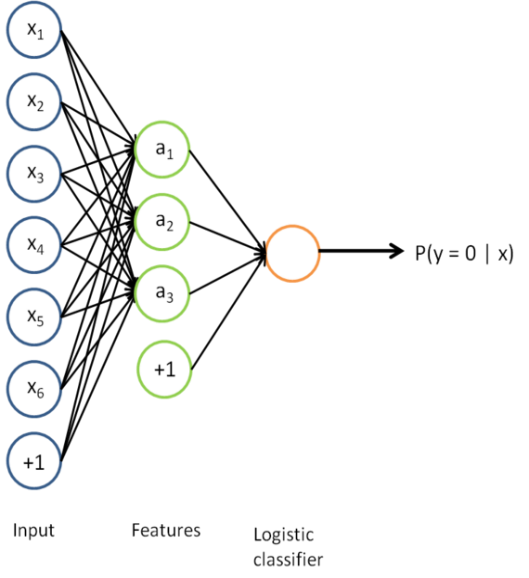 x1
x2
x3
x4
x5
x6
+1
a1
a2
a3
+1
P(y = 0 | x)
Input
Features
Logistic
classifier